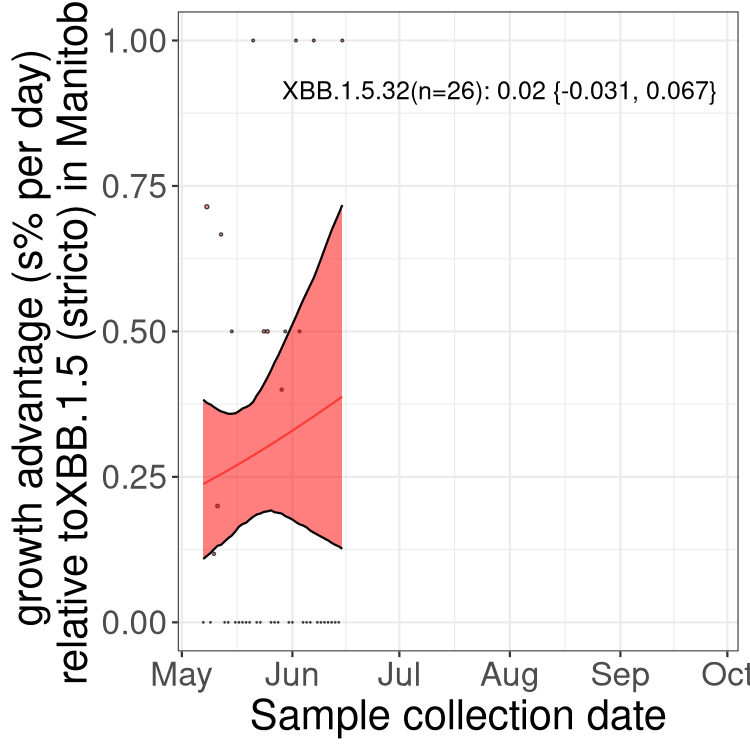 growth advantage (s% per day)
relative toXBB.1.5 (stricto) in Manitob
1.00
0.75
0.50
0.25
0.00
XBB.1.5.32(n=26): 0.02 {-0.031, 0.067}
May Jun Jul Aug Sep Oct
Sample collection date